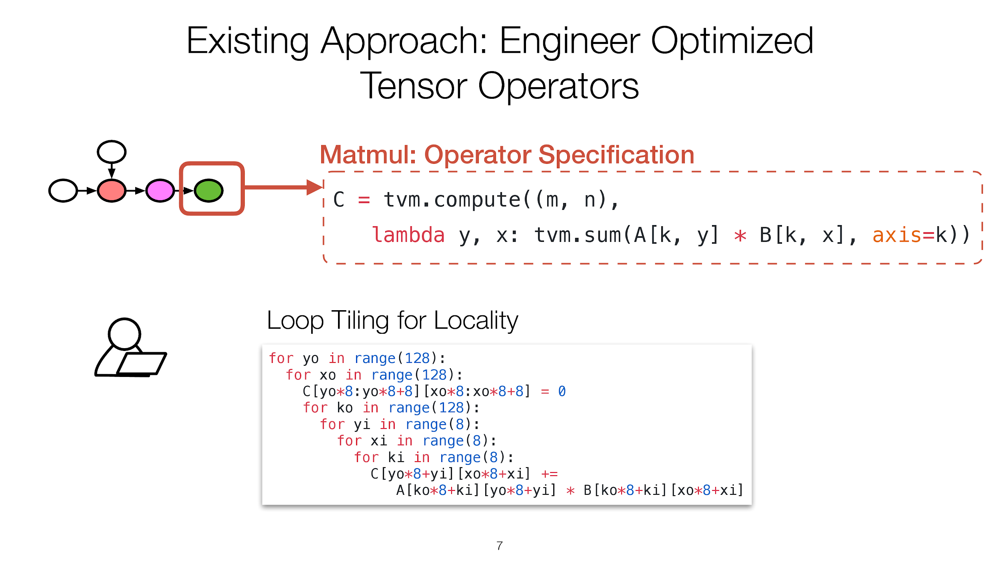 Existing Approach: Engineer Optimized
Tensor Operators
Matmul: Operator Specification
C = tvm.compute((m, n),
lambda y, x: tvm.sum(A[k, y] * B[k, x], axis=k))
Loop Tiling for Locality
for yo in range(128):
  for xo in range(128):
    C[yo*8:yo*8+8][xo*8:xo*8+8] = 0
    for ko in range(128):
      for yi in range(8):
        for xi in range(8):
          for ki in range(8):
            C[yo*8+yi][xo*8+xi] +=
               A[ko*8+ki][yo*8+yi] * B[ko*8+ki][xo*8+xi]
7